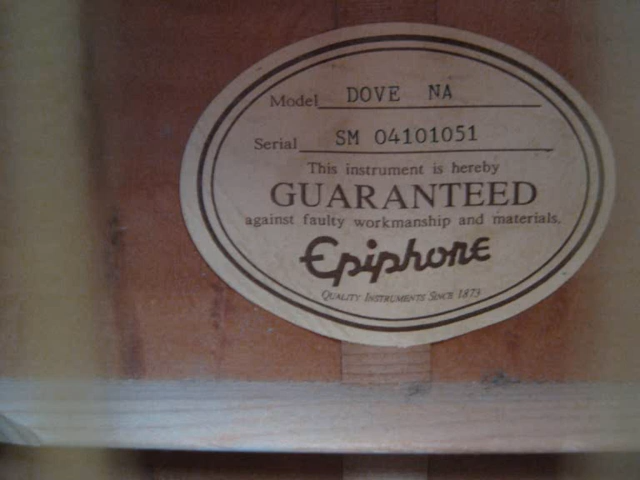 Model DOVE NA
Serial SM 04101051
This instrument is hereby
GUARANTEED
against faulty workmanship and materials.
Epiphone
QUALITY INSTRUMENTS SINCE 1873